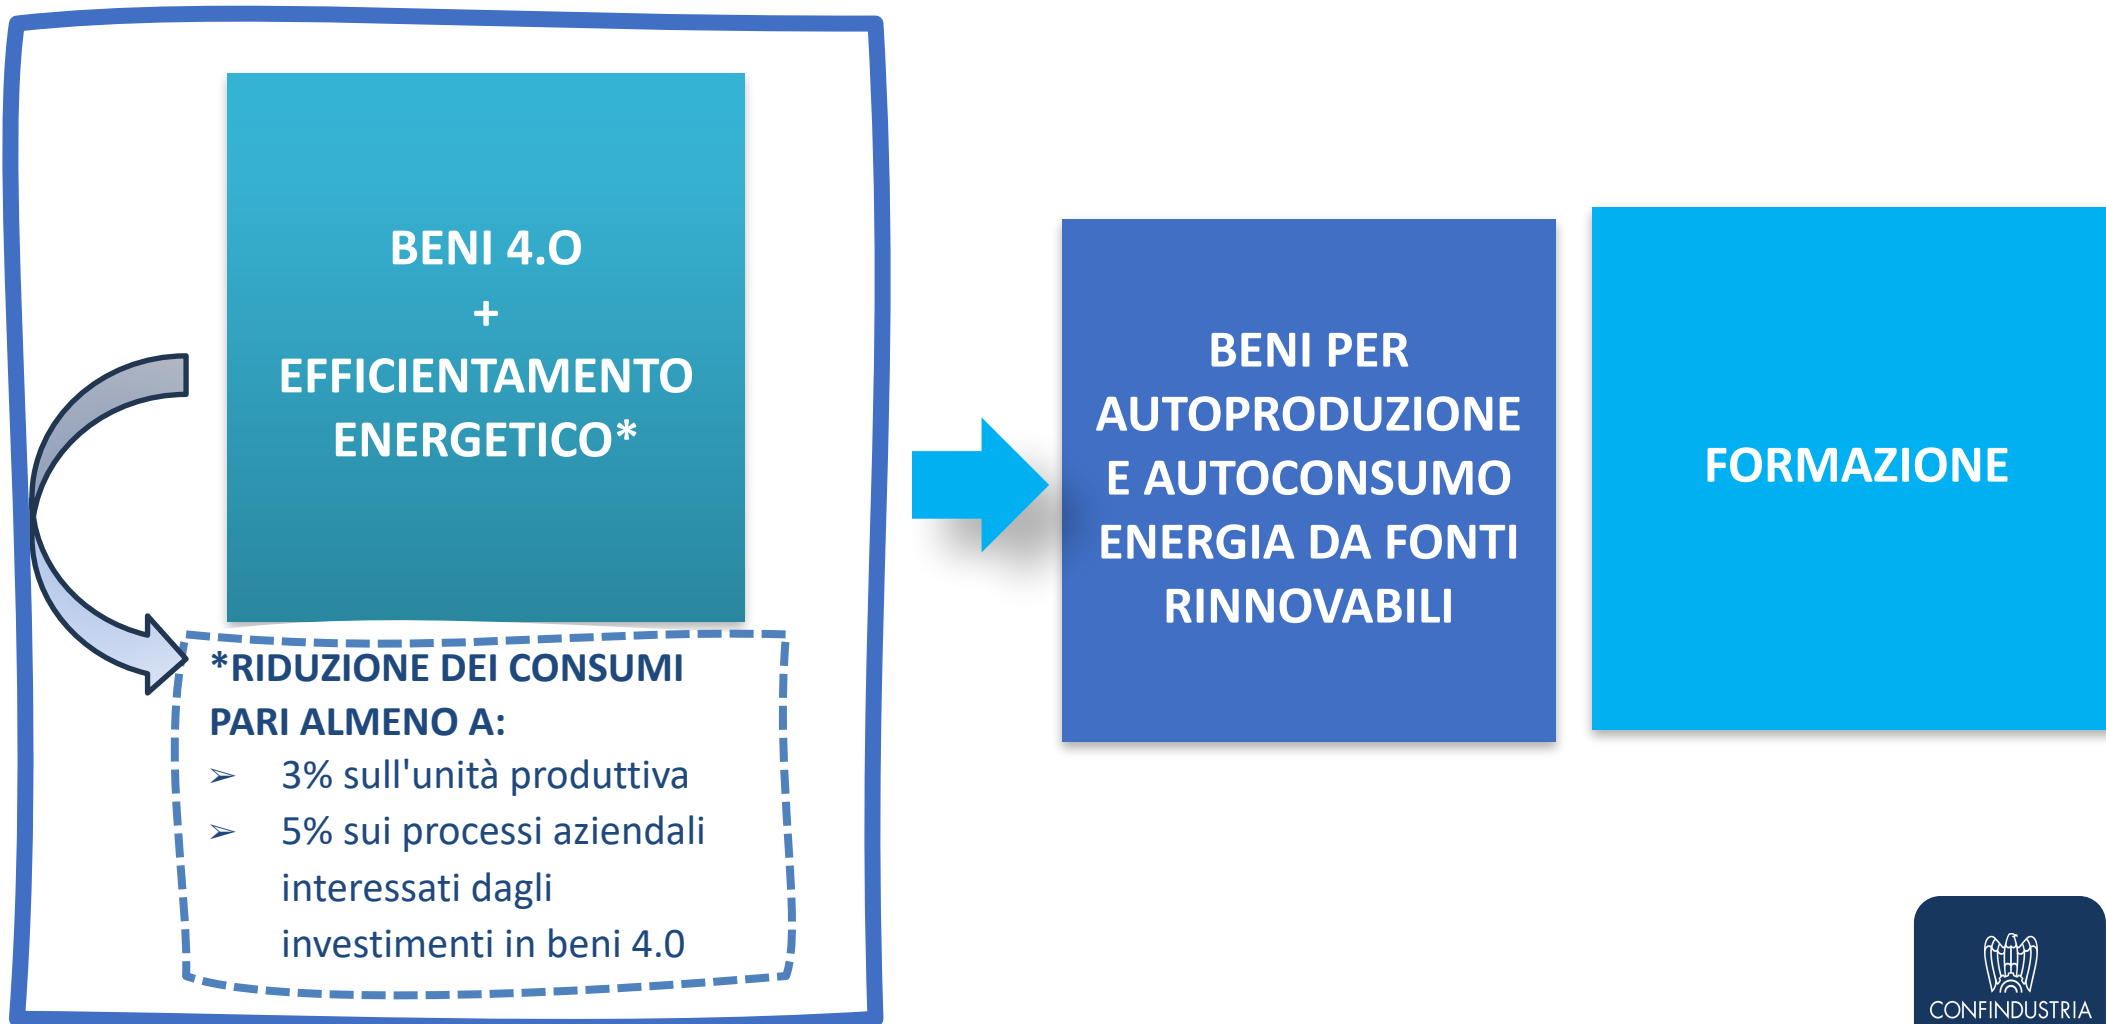 BENI 4.O
+
EFFICIENTAMENTO
ENERGETICO*
*RIDUZIONE DEI CONSUMI
PARI ALMENO A:
➢ 3% sull'unità produttiva
➢ 5% sui processi aziendali
interessati dagli
investimenti in beni 4.0
BENI PER
AUTOPRODUZIONE
E AUTOCONSUMO
ENERGIA DA FONTI
RINNOVABILI
FORMAZIONE
CONFINDUSTRIA